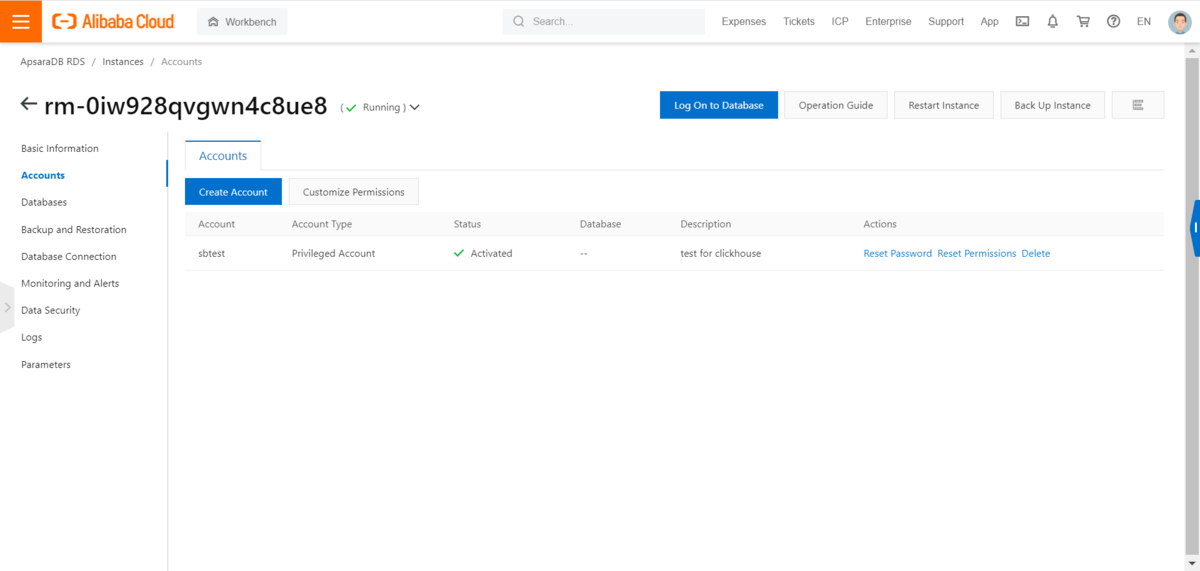 Alibaba Cloud Workbench Search... Expenses Tickets ICP Enterprise Support App EN
ApsaraDB RDS / Instances / Accounts
rm-0iw928qvgwn4c8ue8 ( Running ) Log On to Database Operation Guide Restart Instance Back Up Instance
Basic Information
Accounts
Databases
Backup and Restoration
Database Connection
Monitoring and Alerts
Data Security
Logs
Parameters
Accounts
Create Account Customize Permissions
Account Account Type Status Database Description Actions
sbtest Privileged Account Activated -- test for clickhouse Reset Password Reset Permissions Delete